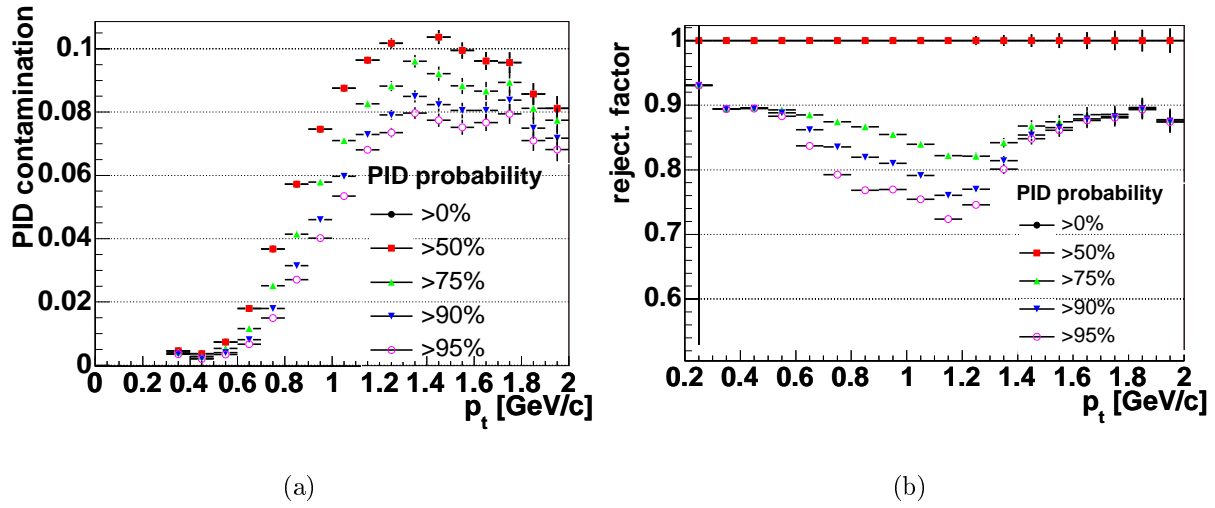 PID contamination
0.1
0.08
0.06
0.04
0.02
0
0 0.2 0.4 0.6 0.8 1 1.2 1.4 1.6 1.8 2
p_t [GeV/c]
PID probability
>0%
>50%
>75%
>90%
>95%
(a)
reject. factor
1
0.9
0.8
0.7
0.6
0.2 0.4 0.6 0.8 1 1.2 1.4 1.6 1.8 2
p_t [GeV/c]
PID probability
>0%
>50%
>75%
>90%
>95%
(b)